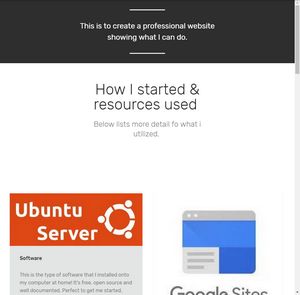 This is to create a professional website
showing what I can do.
How I started &
resources used
Below lists more detail fo what i
utilized.
Ubuntu
Server
Software
This is the type of software that I installed onto
my computer at home! It's free, open source and
well documented. Perfect to get me started.
Google Sites